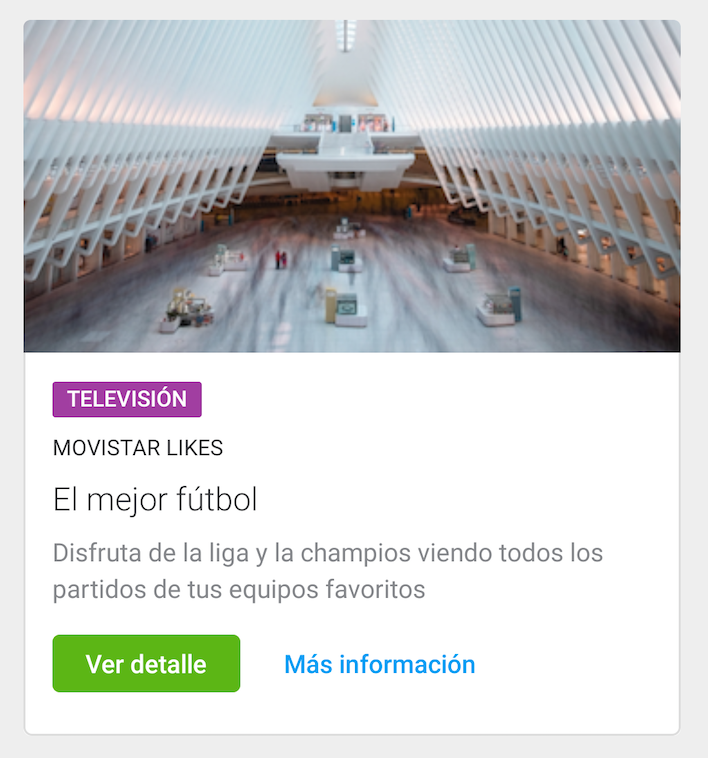 TELEVISIÓN
MOVISTAR LIKES
El mejor fútbol
Disfruta de la liga y la champios viendo todos los
partidos de tus equipos favoritos
Ver detalle
Más información